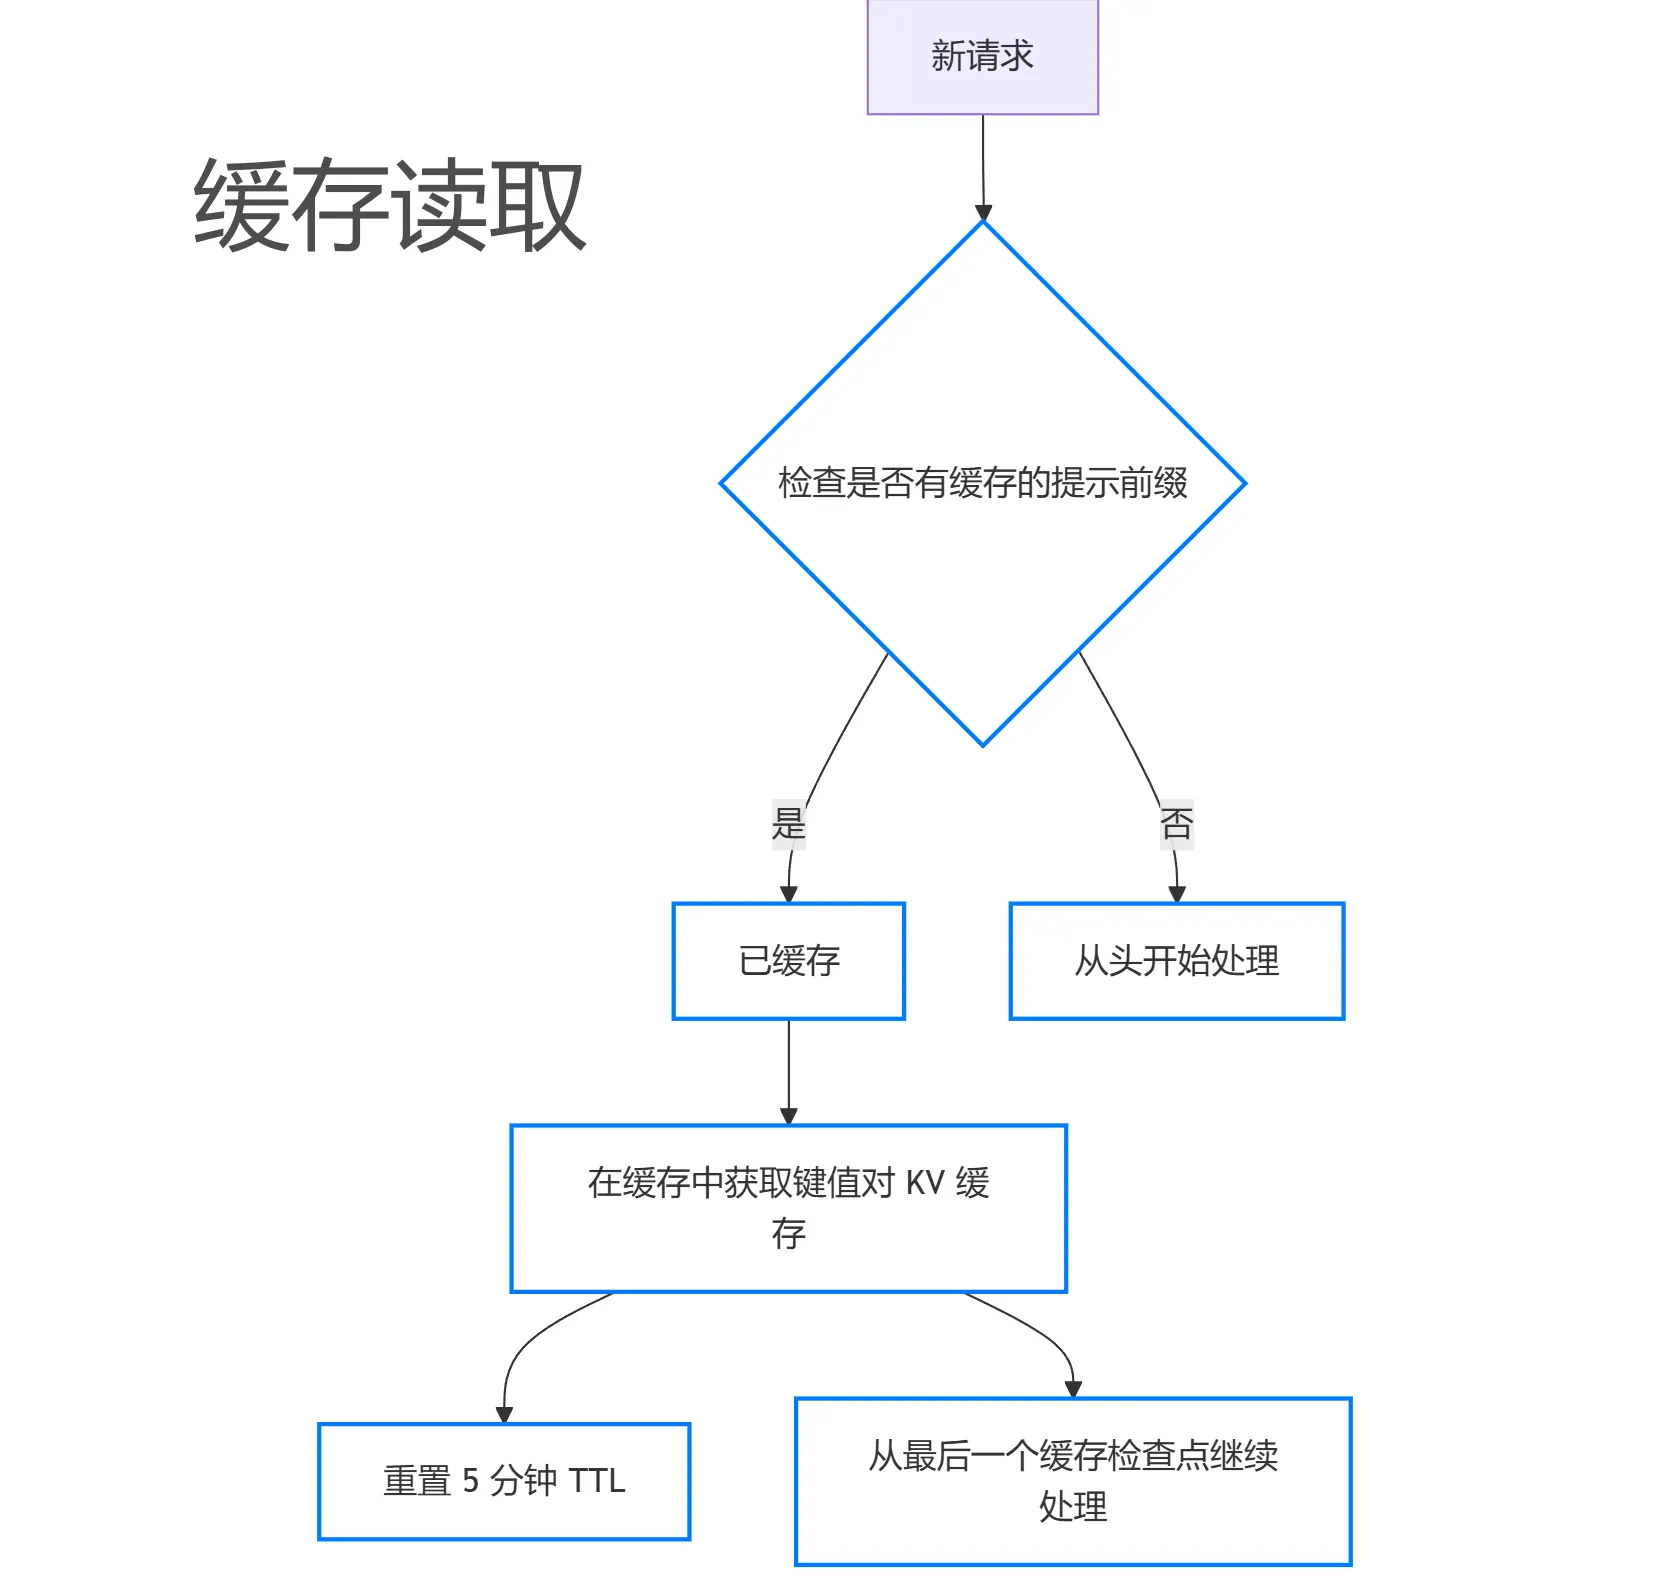 新请求
缓存读取
检查是否有缓存的提示前缀
是
否
已缓存
从头开始处理
在缓存中获取键值对 KV 缓
存
重置 5 分钟 TTL
从最后一个缓存检查点继续
处理